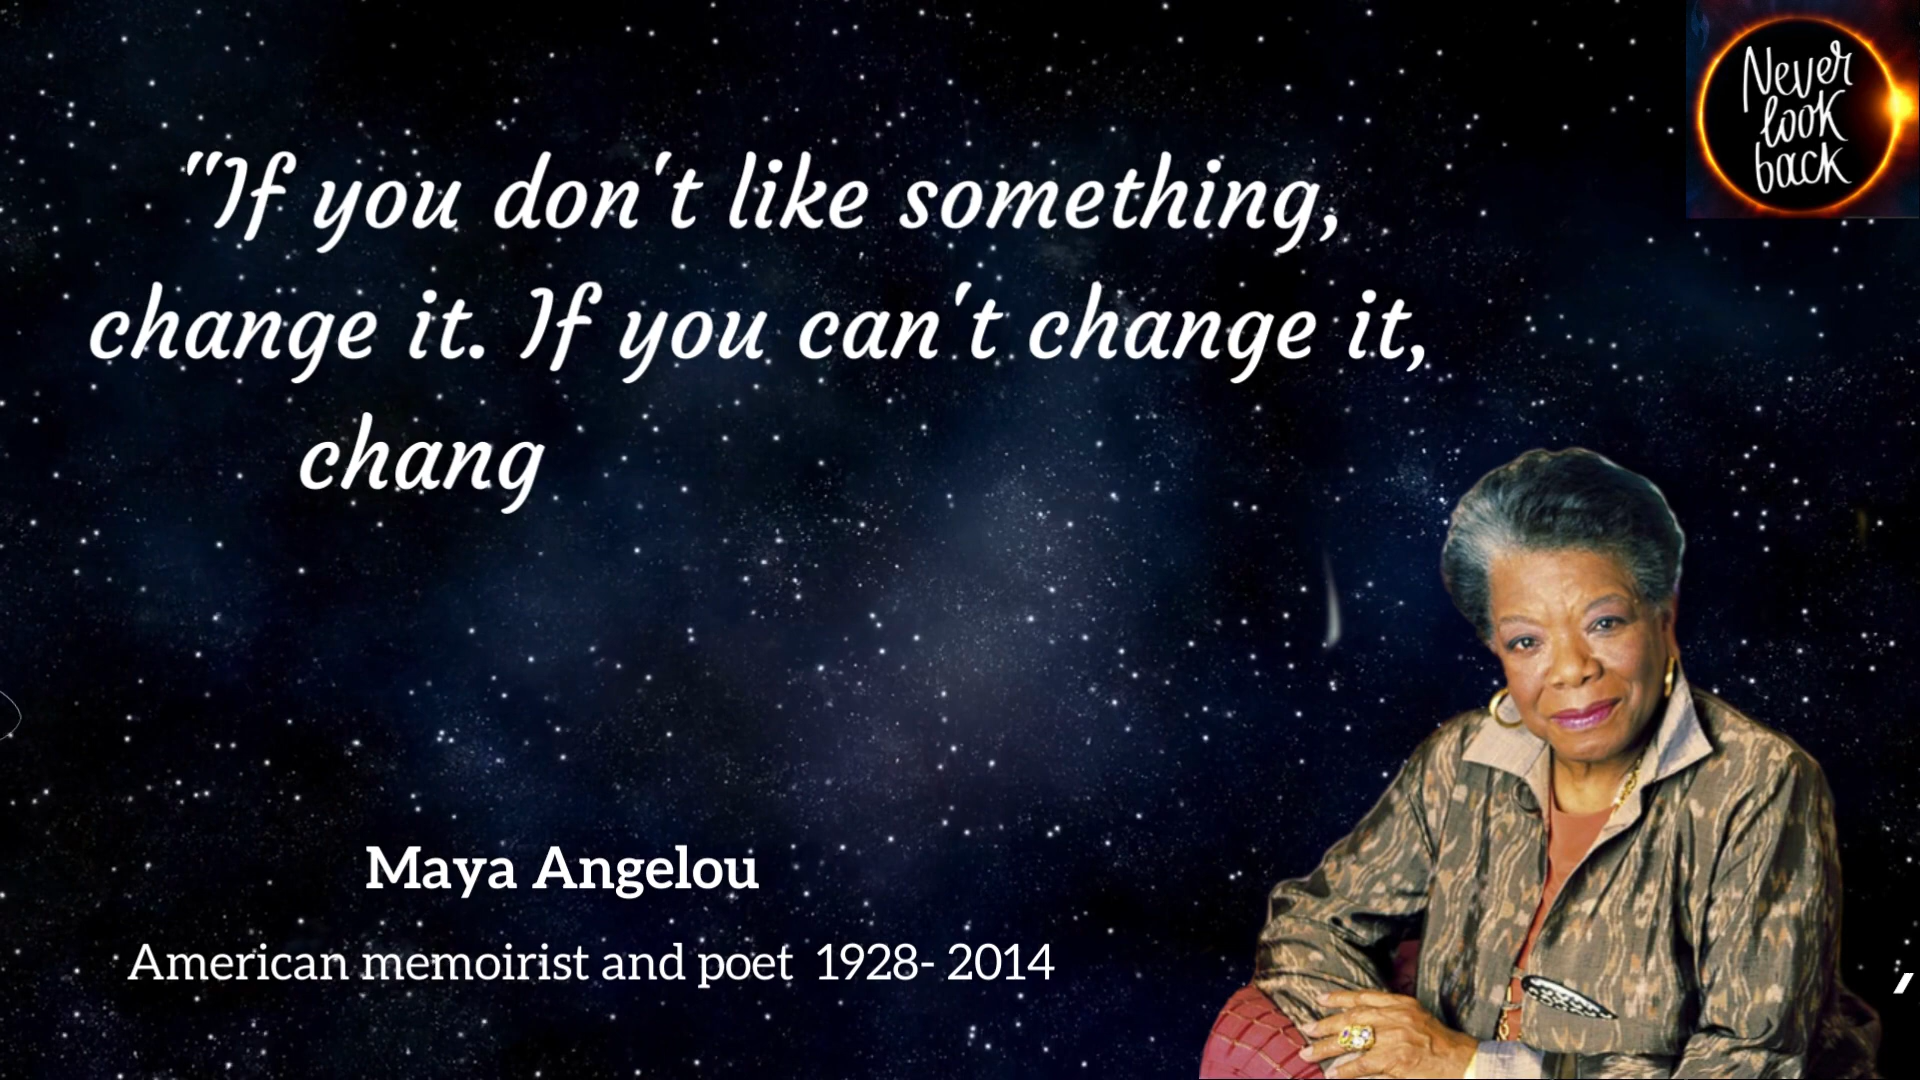 Never
look
back
"If you don't like something,
change it. If you can't change it,
chang
Maya Angelou
American memoirist and poet 1928- 2014
,